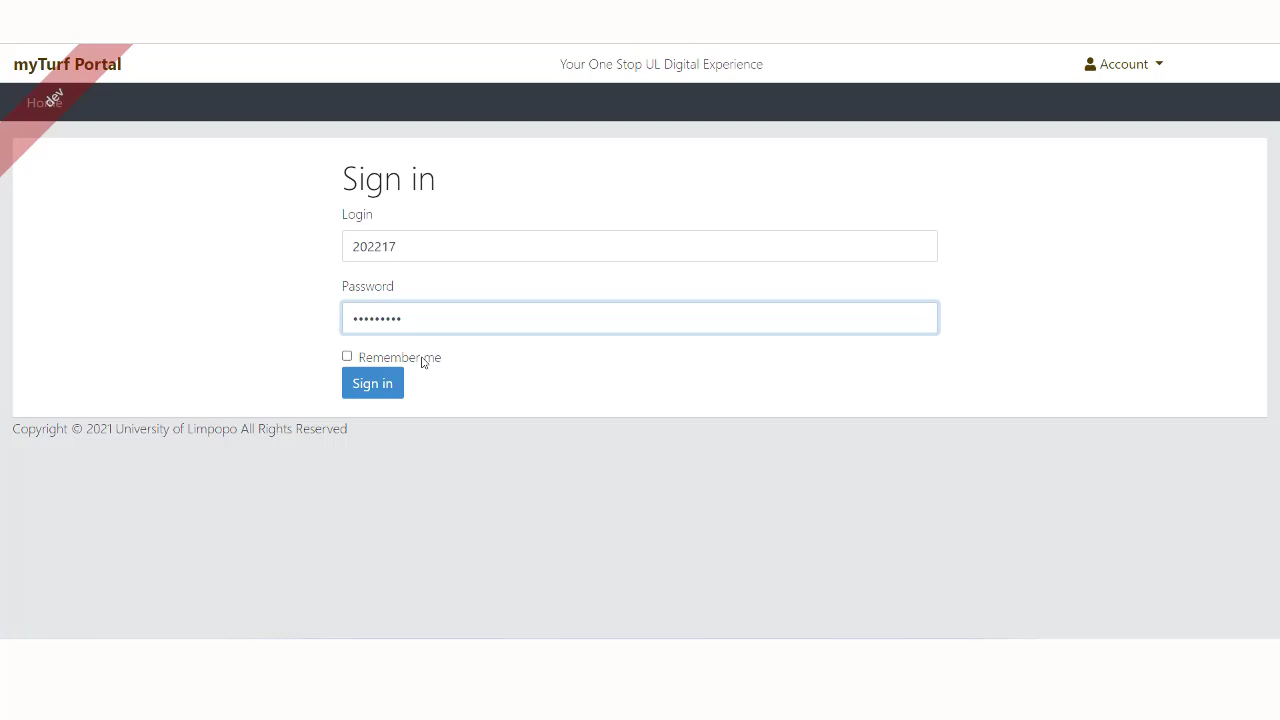 myTurf Portal
Your One Stop UL Digital Experience
Account
Home
dev
Sign in
Login
202217
Password
•••••••••
Remember me
Sign in
Copyright © 2021 University of Limpopo All Rights Reserved